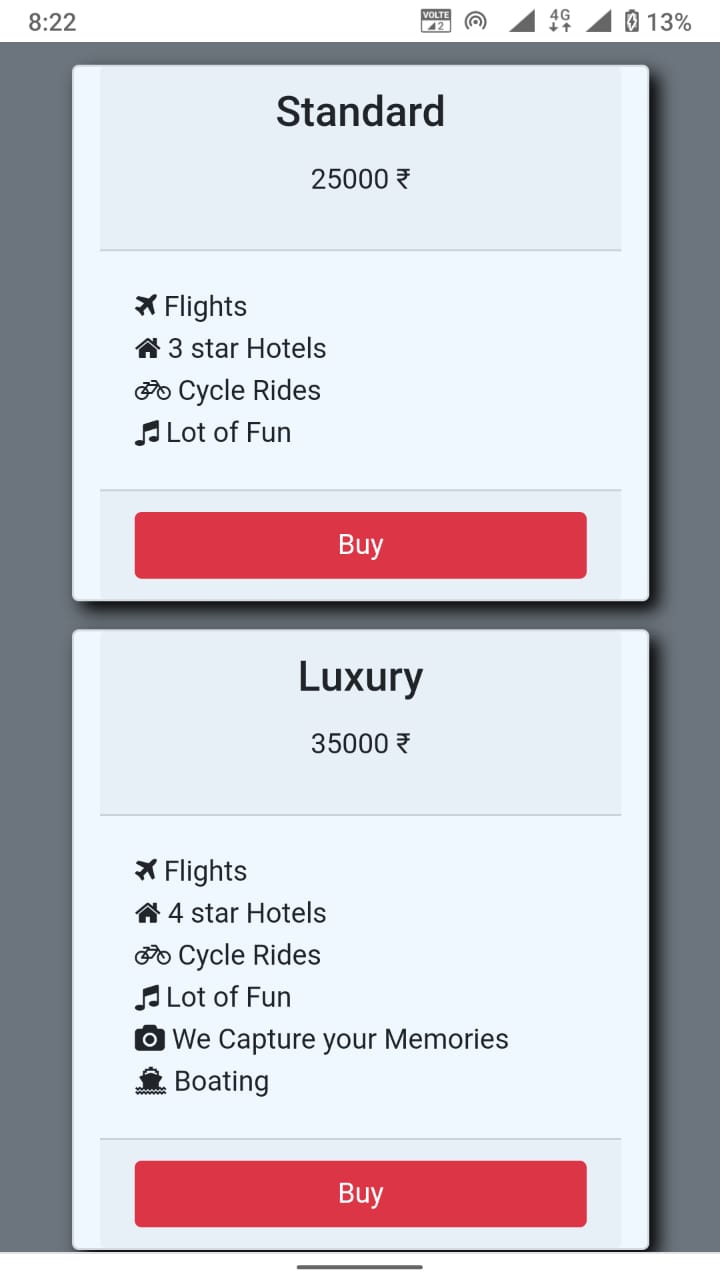 8:22 VOLTE 2 4G 13%
Standard
25000 ₹
Flights
3 star Hotels
Cycle Rides
Lot of Fun
Buy
Luxury
35000 ₹
Flights
4 star Hotels
Cycle Rides
Lot of Fun
We Capture your Memories
Boating
Buy